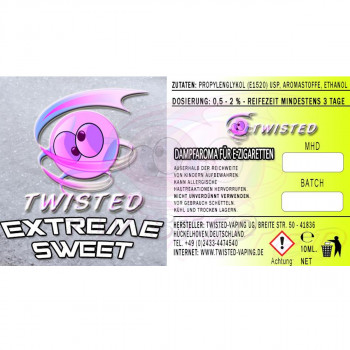 TWISTED
EXTREME
SWEET
ZUTATEN: PROPYLENGLYKOL (E1520) USP, AROMASTOFFE, ETHANOL
DOSIERUNG: 0,5 - 2 % - REIFEZEIT MINDESTENS 3 TAGE
TWISTED
DAMPFAROMA FÜR E-ZIGARETTEN
AUSSERHALB DER REICHWEITE
VON KINDERN AUFBEWAHREN
KANN ALLERGISCHE
HAUTREAKTIONEN HERVORRUFEN.
NICHT UNVERDÜNNT VERWENDEN.
VOR GEBRAUCH SCHÜTTELN
KÜHL UND TROCKEN LAGERN
MHD
BATCH
HERSTELLER: TWISTED-VAPING UG, BREITE STR. 50 - 41836
HÜCKELHOVEN, DEUTSCHLAND.
TEL. +49 (0)2433-4474540
INTERNET: WWW.TWISTED-VAPING.DE
Achtung
10ML.
NET